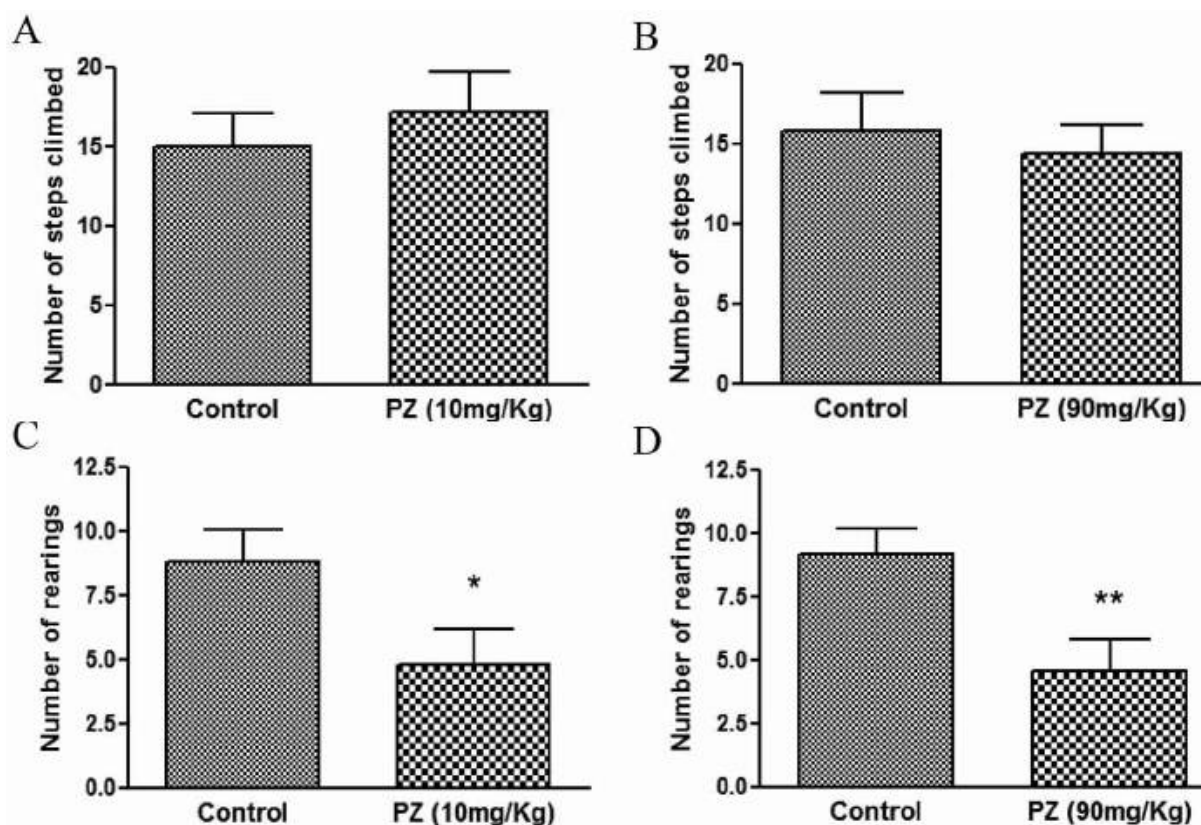 A
Number of steps climbed
20
15
10
5
0
Control
PZ (10mg/Kg)
B
Number of steps climbed
20
15
10
5
0
Control
PZ (90mg/Kg)
C
Number of rearings
12.5
10.0
7.5
5.0
2.5
0.0
*
Control
PZ (10mg/Kg)
D
Number of rearings
12.5
10.0
7.5
5.0
2.5
0.0
**
Control
PZ (90mg/Kg)